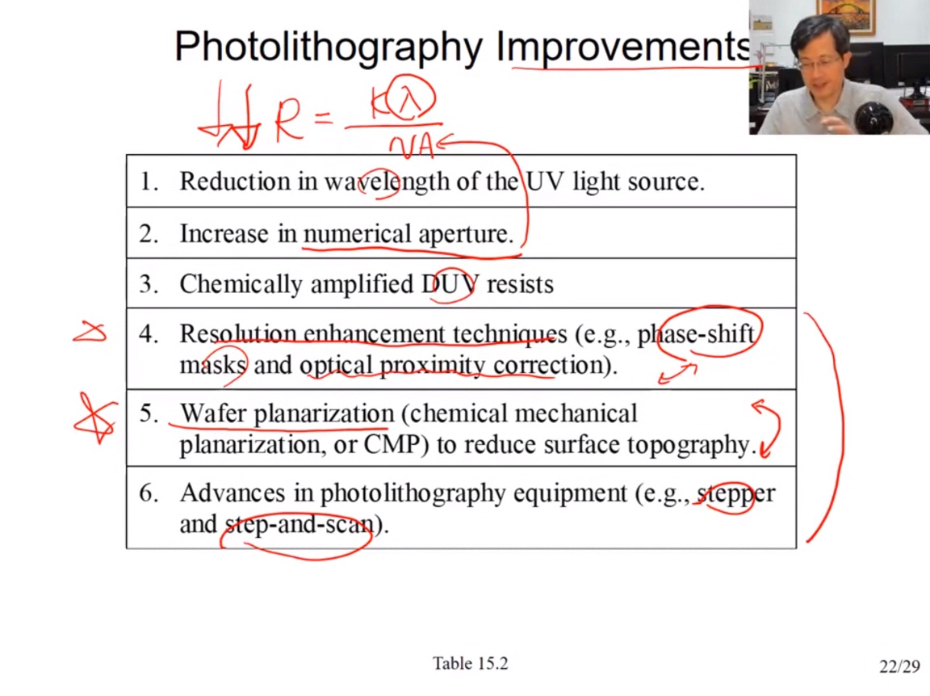 Photolithography Improvements
R = Kλ
NA
1. Reduction in wavelength of the UV light source.
2. Increase in numerical aperture.
3. Chemically amplified DUV resists
4. Resolution enhancement techniques (e.g., phase-shift
masks and optical proximity correction).
5. Wafer planarization (chemical mechanical
planarization, or CMP) to reduce surface topography.
6. Advances in photolithography equipment (e.g., stepper
and step-and-scan).
Table 15.2
22/29